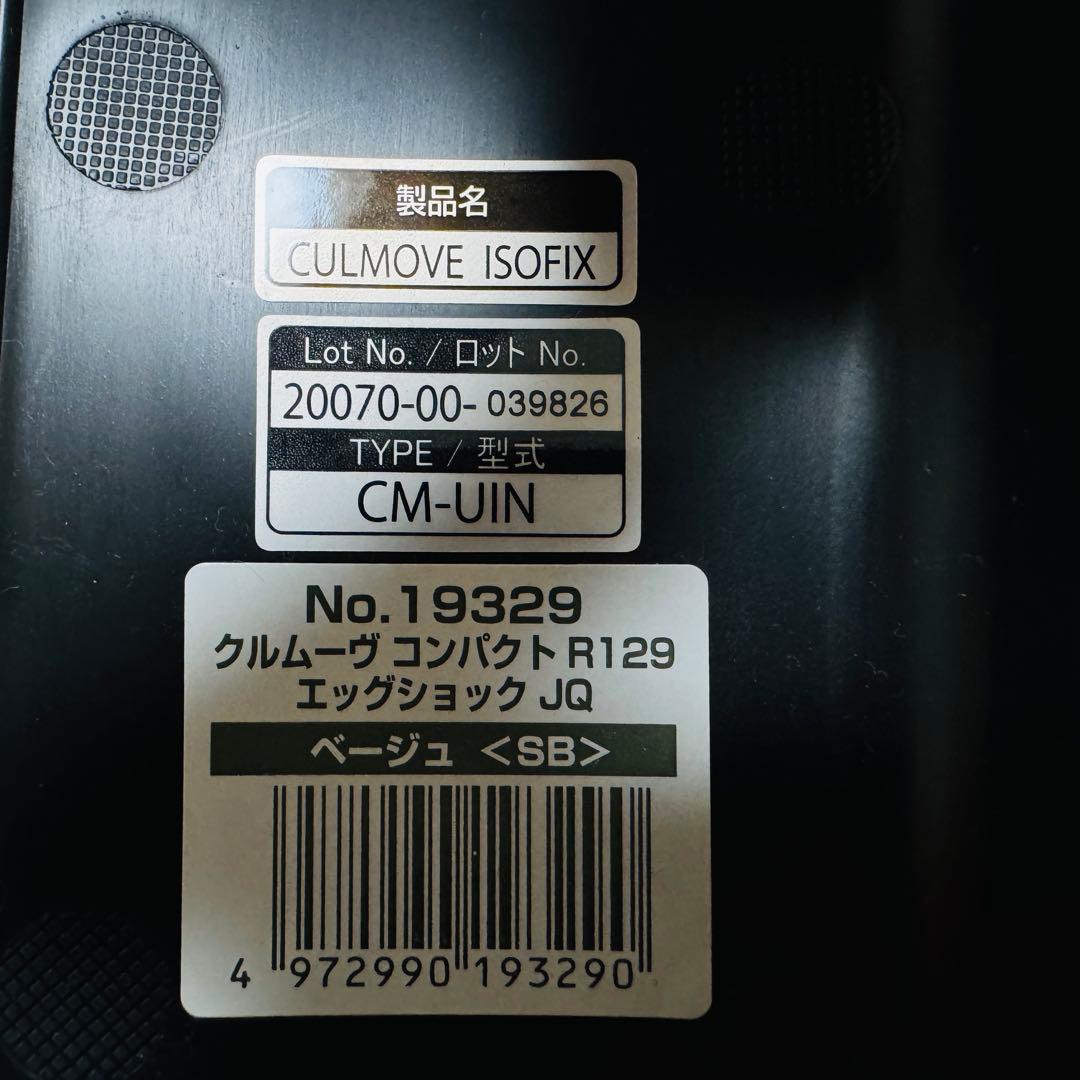 製品名
CULMOVE ISOFIX
Lot No. / ロット No.
20070-00-039826
TYPE / 型式
CM-UIN
No.19329
クルムーヴ コンパクト R129
エッグショック JQ
ベージュ <SB>
4 972990 193290